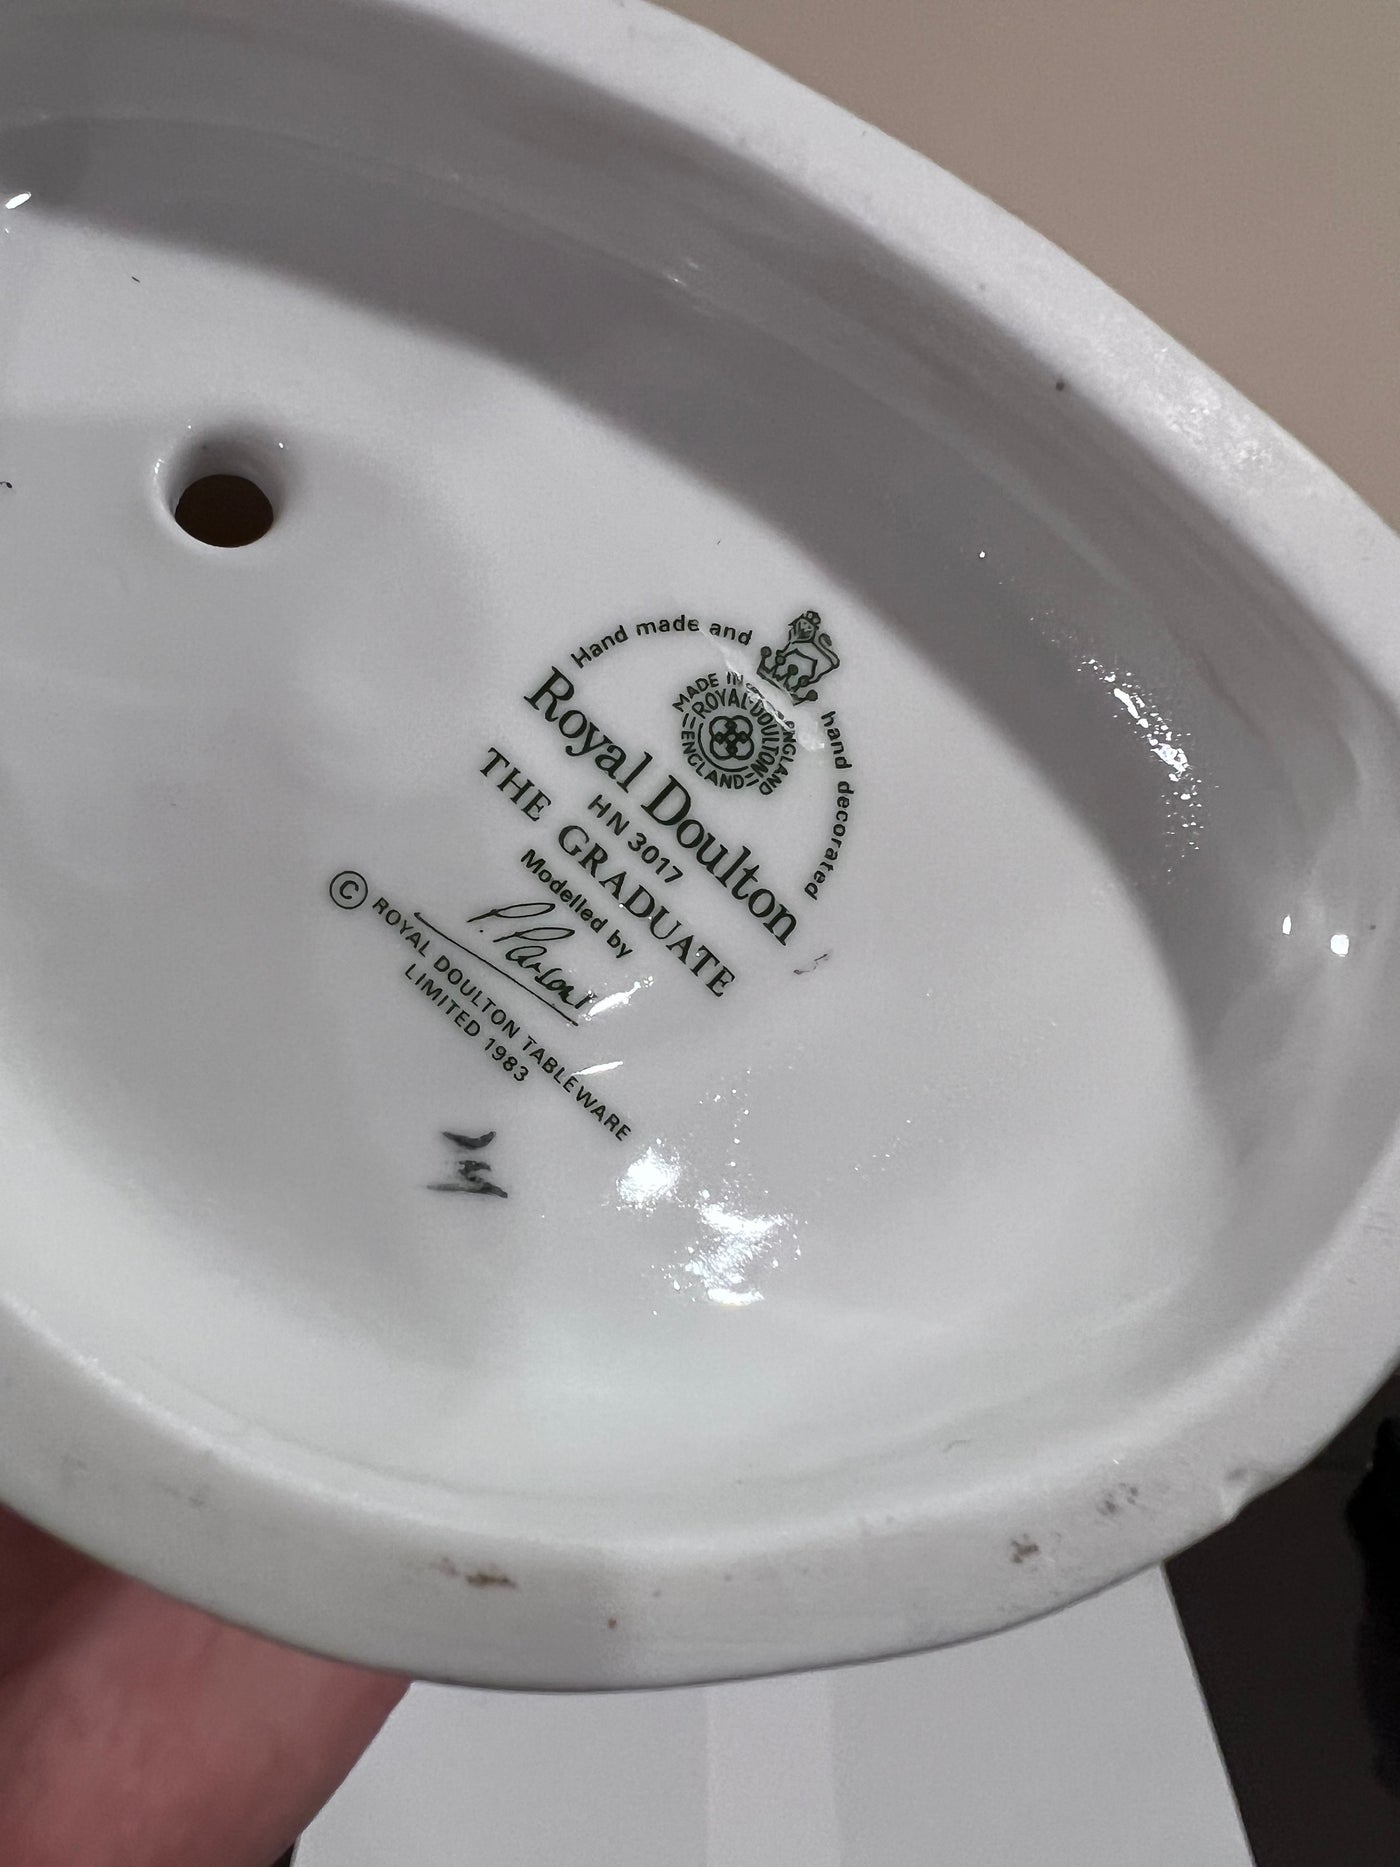 Hand made and hand decorated
MADE IN ENGLAND
ROYAL·DOULTON
ENGLAND
Royal Doulton
HN 3017
THE GRADUATE
Modelled by
P. Parsons
© ROYAL DOULTON TABLEWARE
LIMITED 1983